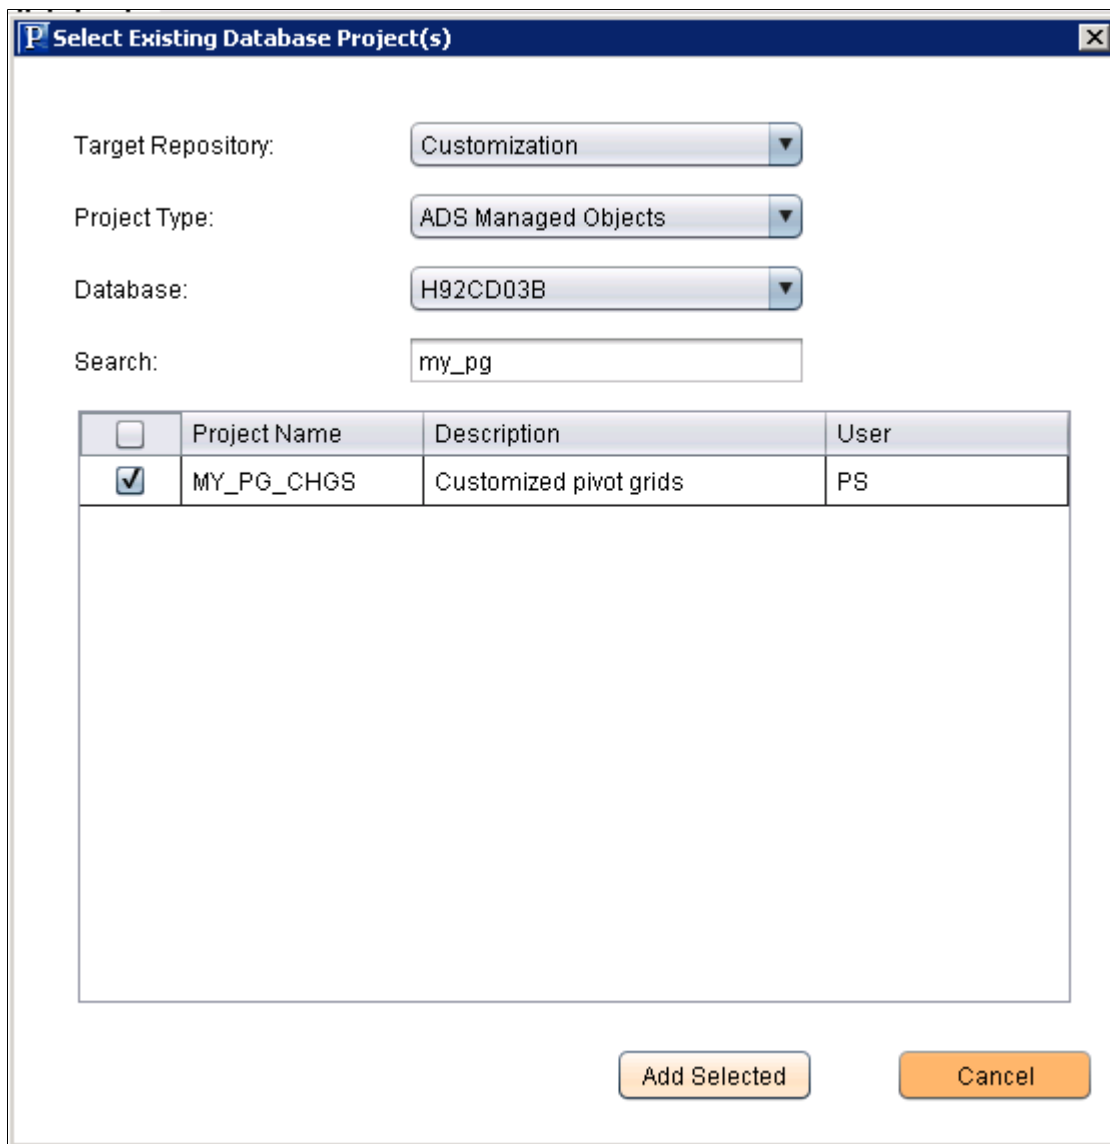 Select Existing Database Project(s)
Target Repository: Customization
Project Type: ADS Managed Objects
Database: H92CD03B
Search: my_pg
Project Name Description User
MY_PG_CHGS Customized pivot grids PS
Add Selected Cancel